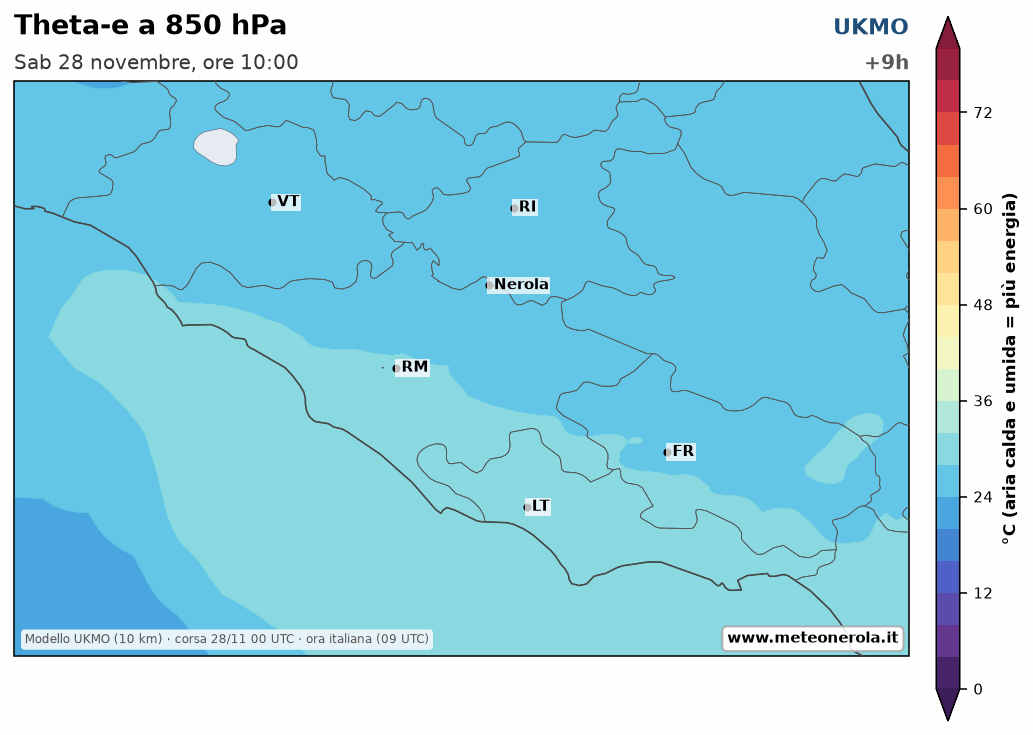 Theta-e a 850 hPa
UKMO
Sab 28 novembre, ore 10:00
+9h
VT
RI
Nerola
RM
FR
LT
72
60
48
36
24
12
0
°C (aria calda e umida = più energia)
Modello UKMO (10 km) · corsa 28/11 00 UTC · ora italiana (09 UTC)
www.meteonerola.it